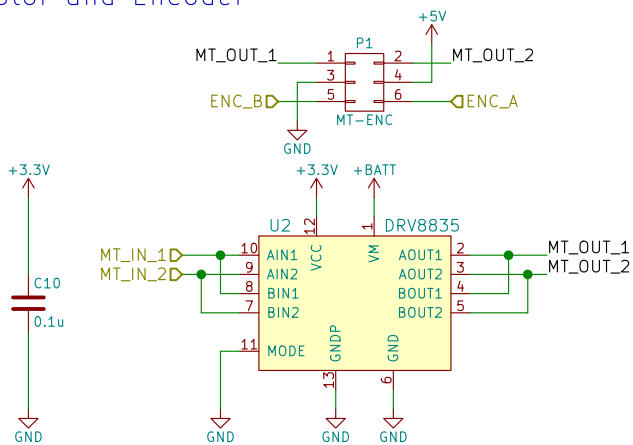 otor and Encoder
+5V
P1
MT_OUT_1 1 2 MT_OUT_2
3 4
ENC_B 5 6 ENC_A
MT-ENC
GND
+3.3V +3.3V +BATT
U2 12 1 DRV8835
MT_IN_1 10 AIN1 VCC VM AOUT1 2 MT_OUT_1
MT_IN_2 9 AIN2 AOUT2 3 MT_OUT_2
8 BIN1 BOUT1 4
7 BIN2 BOUT2 5
C10
0.1u
11 MODE GNDP GND
13 6
GND GND GND GND